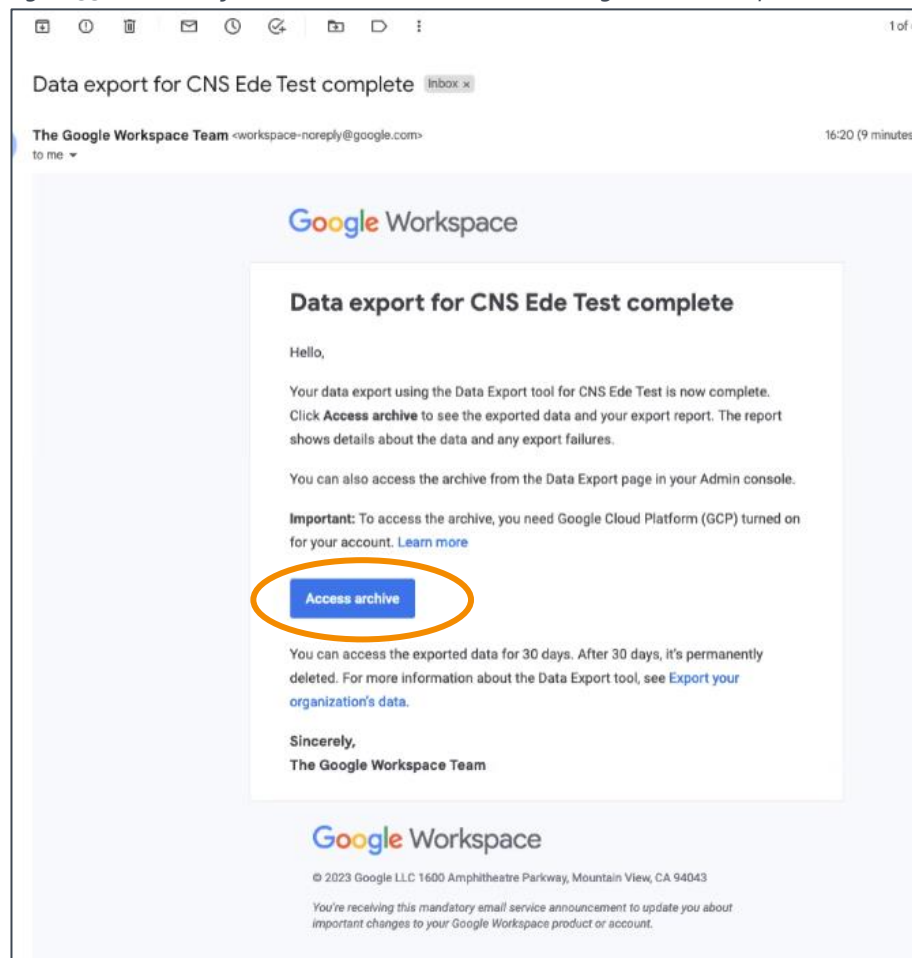 1 of
Data export for CNS Ede Test complete Inbox ×
The Google Workspace Team <workspace-noreply@google.com> 16:20 (9 minutes
to me
Google Workspace
Data export for CNS Ede Test complete
Hello,
Your data export using the Data Export tool for CNS Ede Test is now complete.
Click Access archive to see the exported data and your export report. The report
shows details about the data and any export failures.
You can also access the archive from the Data Export page in your Admin console.
Important: To access the archive, you need Google Cloud Platform (GCP) turned on
for your account. Learn more
Access archive
You can access the exported data for 30 days. After 30 days, it's permanently
deleted. For more information about the Data Export tool, see Export your
organization's data.
Sincerely,
The Google Workspace Team
Google Workspace
© 2023 Google LLC 1600 Amphitheatre Parkway, Mountain View, CA 94043
You're receiving this mandatory email service announcement to update you about
important changes to your Google Workspace product or account.